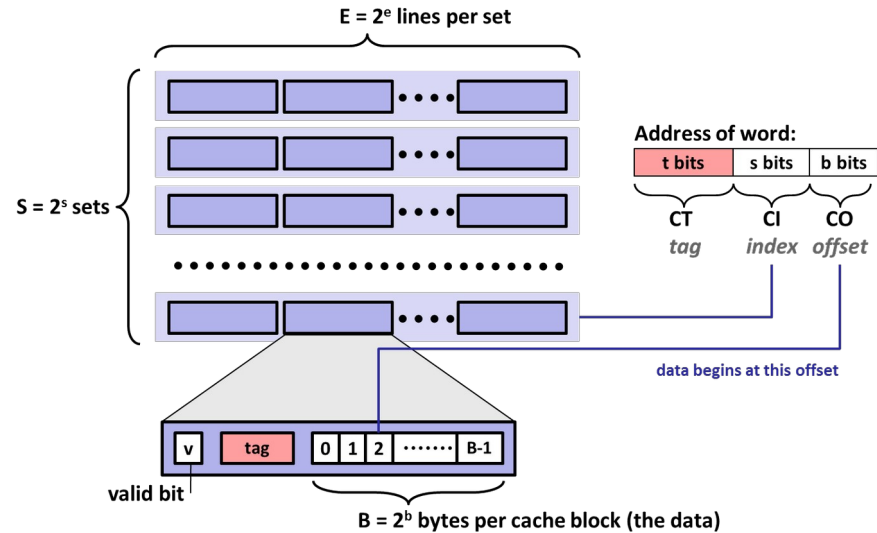 E = 2ᵉ lines per set
S = 2ˢ sets
Address of word:
t bits s bits b bits
CT CI CO
tag index offset
data begins at this offset
v tag 0 1 2 ······· B-1
valid bit
B = 2ᵇ bytes per cache block (the data)